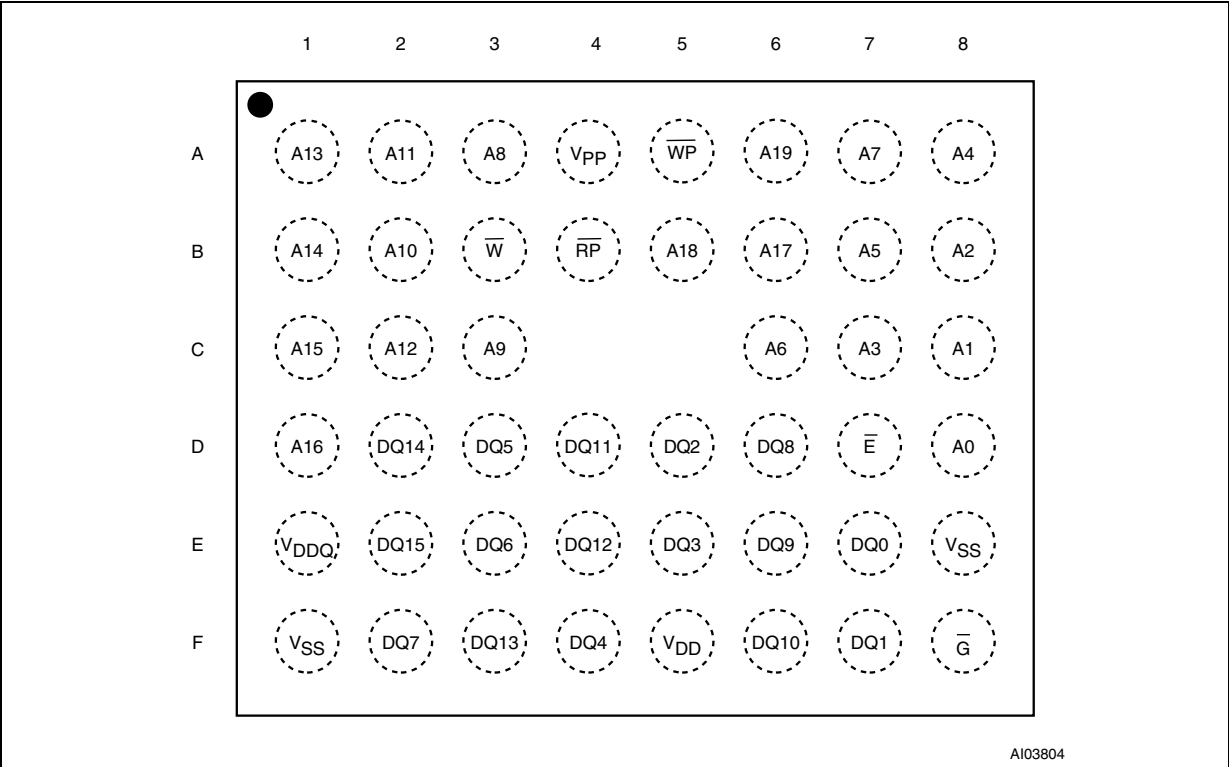 1 2 3 4 5 6 7 8
A A13 A11 A8 VPP W̅P̅ A19 A7 A4
B A14 A10 W̅ R̅P̅ A18 A17 A5 A2
C A15 A12 A9 A6 A3 A1
D A16 DQ14 DQ5 DQ11 DQ2 DQ8 E̅ A0
E VDDQ DQ15 DQ6 DQ12 DQ3 DQ9 DQ0 VSS
F VSS DQ7 DQ13 DQ4 VDD DQ10 DQ1 G̅
AI03804